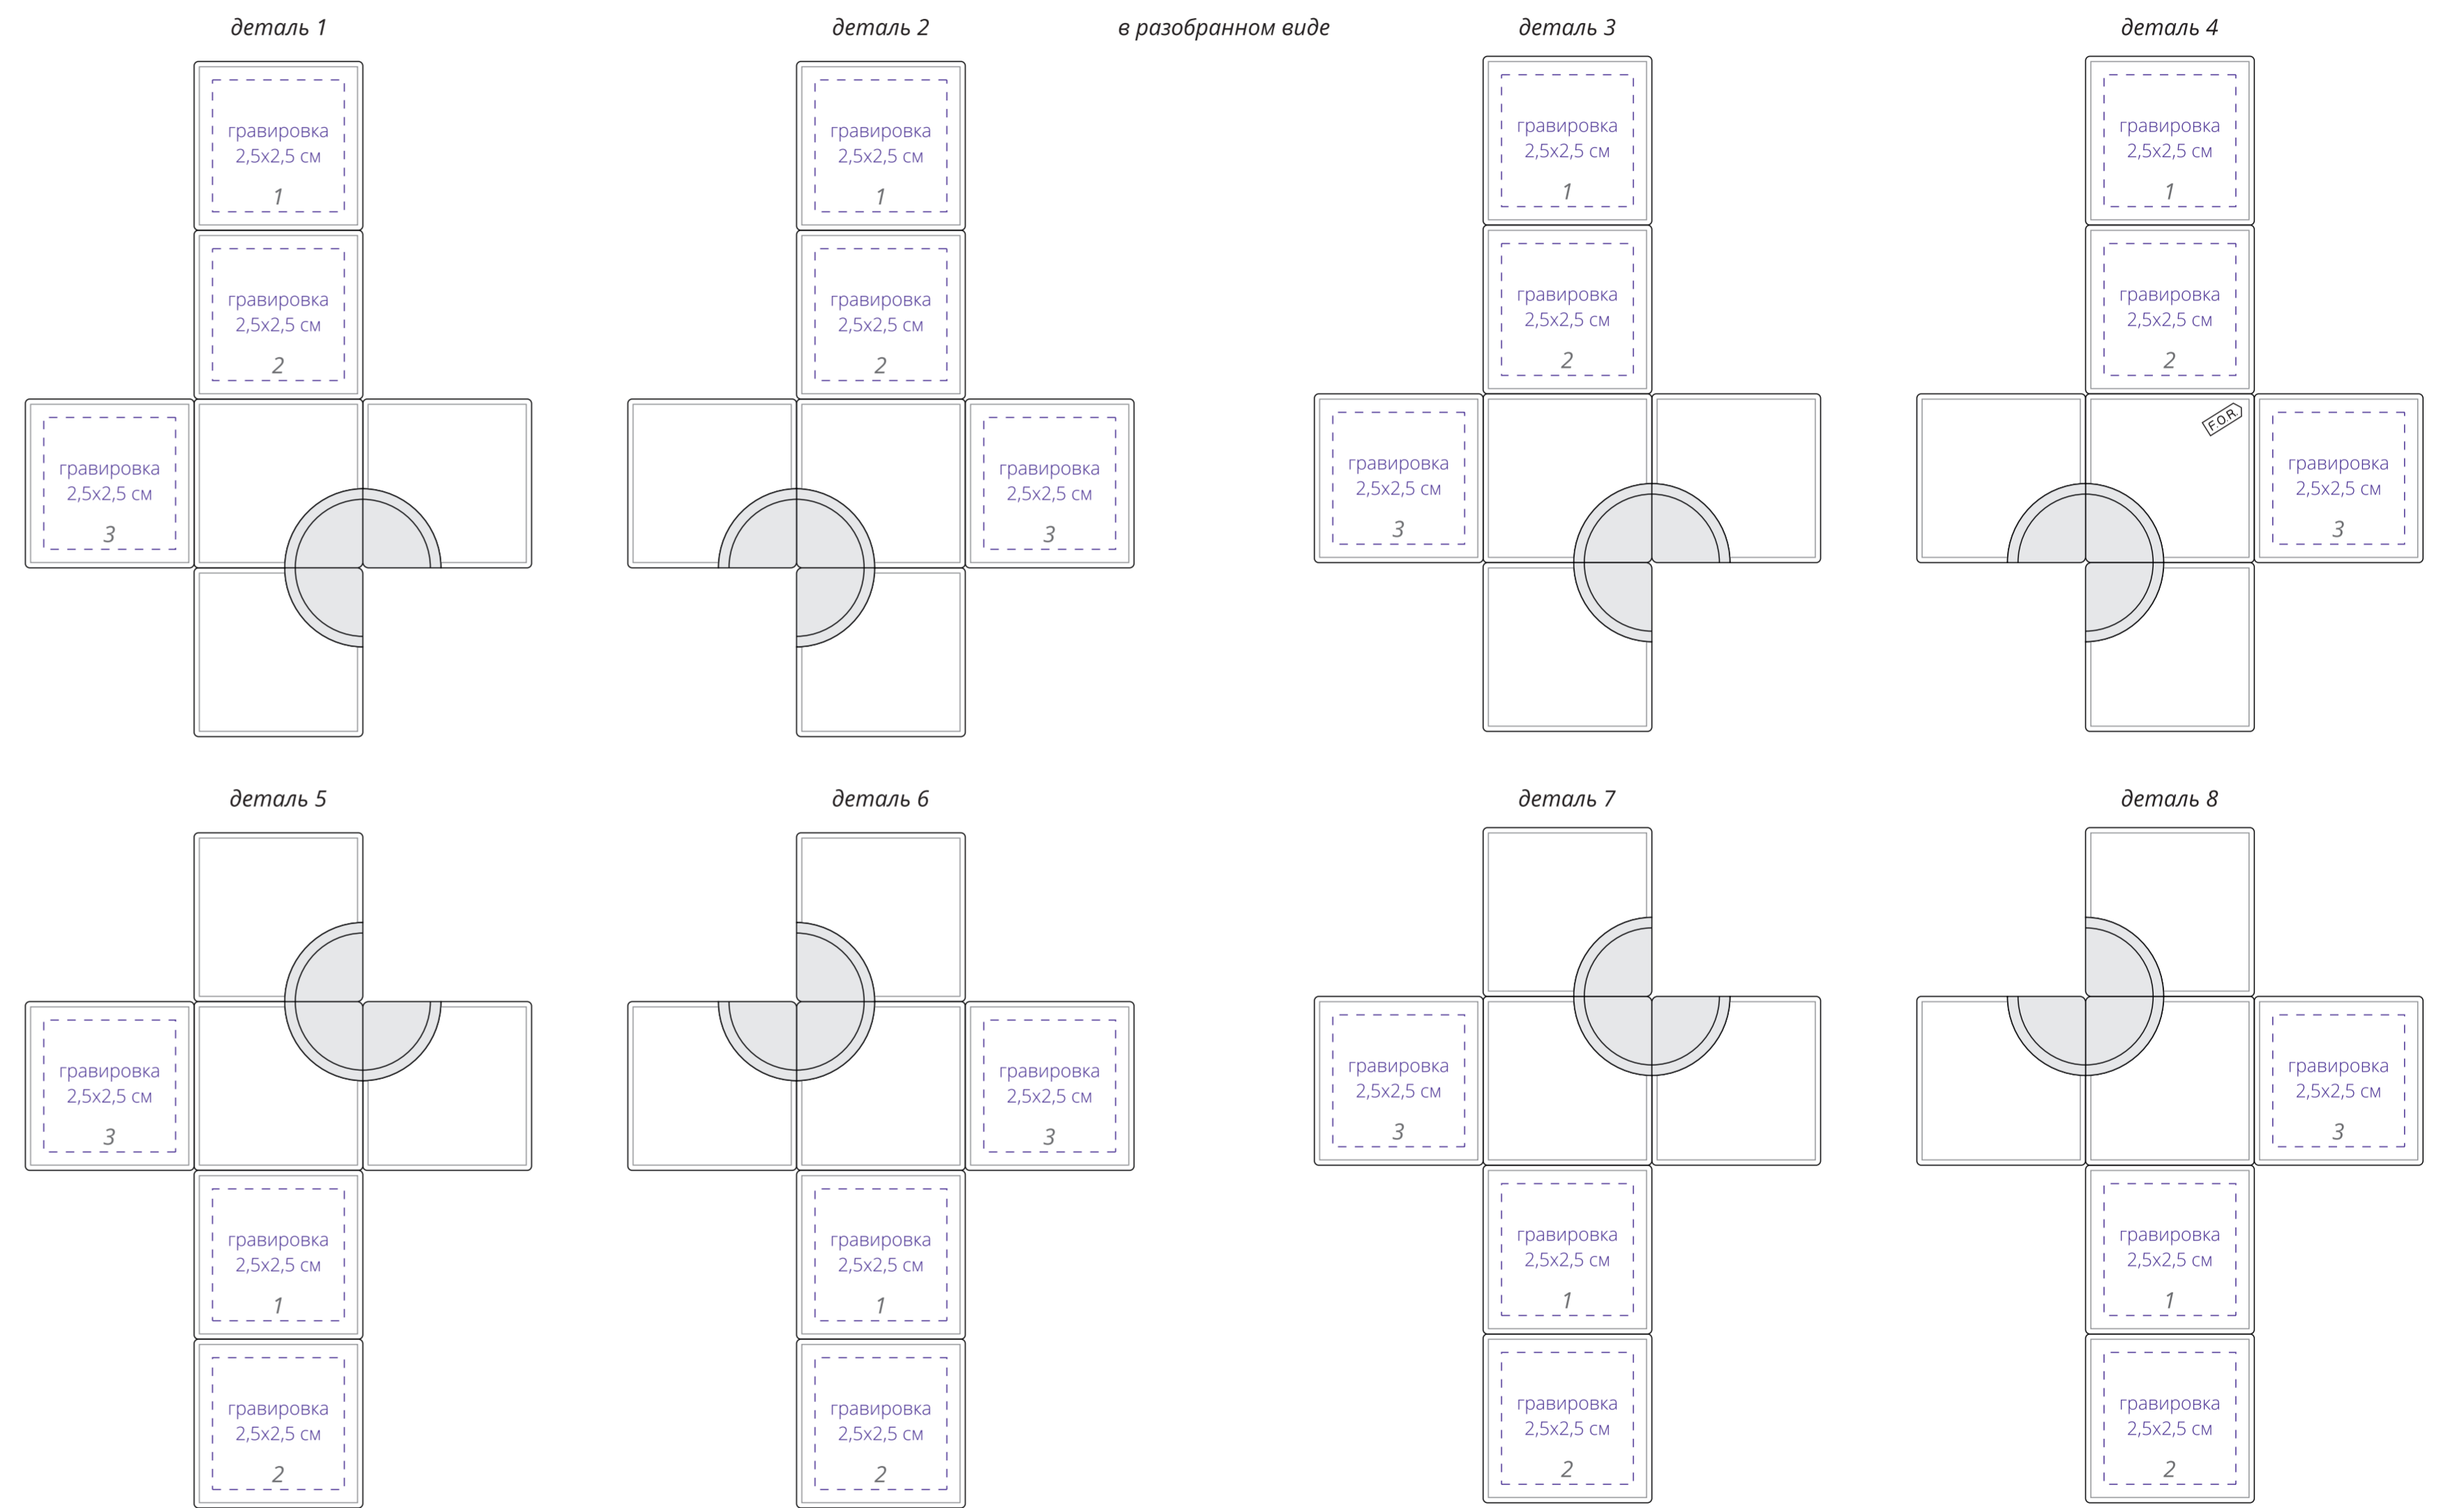 деталь 1
деталь 2
в разобранном виде
деталь 3
деталь 4
гравировка
2,5х2,5 см
1
гравировка
2,5х2,5 см
2
гравировка
2,5х2,5 см
3
гравировка
2,5х2,5 см
1
гравировка
2,5х2,5 см
2
гравировка
2,5х2,5 см
3
гравировка
2,5х2,5 см
1
гравировка
2,5х2,5 см
2
гравировка
2,5х2,5 см
3
гравировка
2,5х2,5 см
1
гравировка
2,5х2,5 см
2
F.O.R.
гравировка
2,5х2,5 см
3
деталь 5
деталь 6
деталь 7
деталь 8
гравировка
2,5х2,5 см
3
гравировка
2,5х2,5 см
1
гравировка
2,5х2,5 см
2
гравировка
2,5х2,5 см
3
гравировка
2,5х2,5 см
1
гравировка
2,5х2,5 см
2
гравировка
2,5х2,5 см
3
гравировка
2,5х2,5 см
1
гравировка
2,5х2,5 см
2
гравировка
2,5х2,5 см
3
гравировка
2,5х2,5 см
1
гравировка
2,5х2,5 см
2